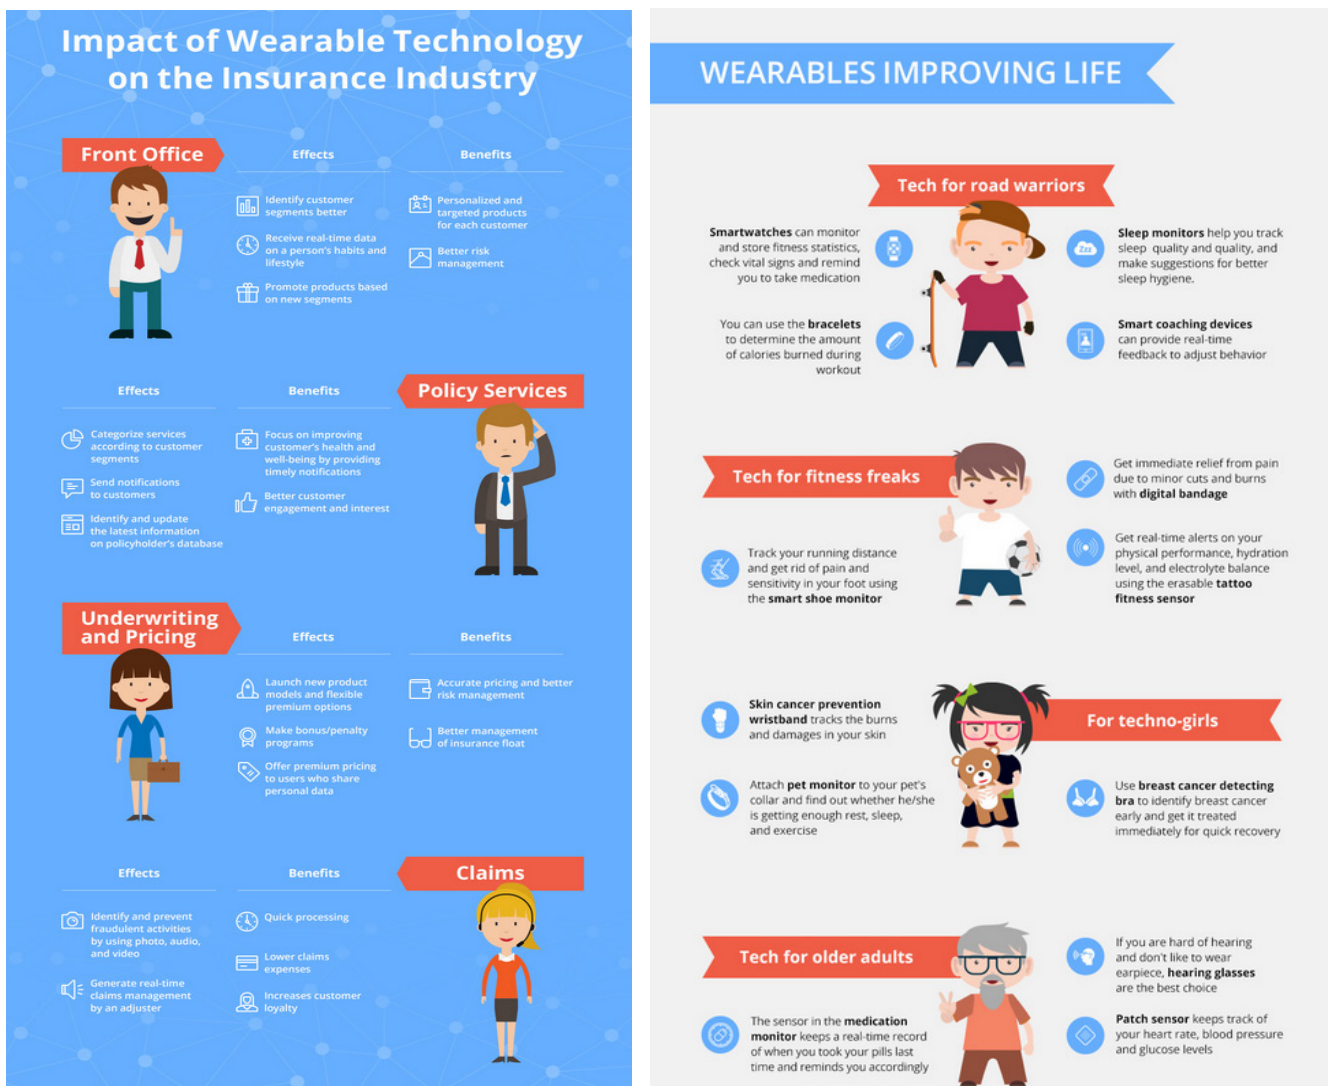 Impact of Wearable Technology
on the Insurance Industry
Front Office
Effects
Identify customer
segments better
Receive real-time data
on a person's habits and
lifestyle
Promote products based
on new segments
Benefits
Personalized and
targeted products
for each customer
Better risk
management
Policy Services
Effects
Categorize services
according to customer
segments
Send notifications
to customers
Identify and update
the latest information
on policyholder's database
Benefits
Focus on improving
customer's health and
well-being by providing
timely notifications
Better customer
engagement and interest
Underwriting
and Pricing
Effects
Launch new product
models and flexible
premium options
Make bonus/penalty
programs
Offer premium pricing
to users who share
personal data
Benefits
Accurate pricing and better
risk management
Better management
of insurance float
Claims
Effects
Identify and prevent
fraudulent activities
by using photo, audio,
and video
Generate real-time
claims management
by an adjuster
Benefits
Quick processing
Lower claims
expenses
Increases customer
loyalty
WEARABLES IMPROVING LIFE
Tech for road warriors
Smartwatches can monitor
and store fitness statistics,
check vital signs and remind
you to take medication
You can use the bracelets
to determine the amount
of calories burned during
workout
Zzz
Sleep monitors help you track
sleep quality and quality, and
make suggestions for better
sleep hygiene.
Smart coaching devices
can provide real-time
feedback to adjust behavior
Tech for fitness freaks
Track your running distance
and get rid of pain and
sensitivity in your foot using
the smart shoe monitor
Get immediate relief from pain
due to minor cuts and burns
with digital bandage
Get real-time alerts on your
physical performance, hydration
level, and electrolyte balance
using the erasable tattoo
fitness sensor
For techno-girls
Skin cancer prevention
wristband tracks the burns
and damages in your skin
Attach pet monitor to your pet's
collar and find out whether he/she
is getting enough rest, sleep,
and exercise
Use breast cancer detecting
bra to identify breast cancer
early and get it treated
immediately for quick recovery
Tech for older adults
The sensor in the medication
monitor keeps a real-time record
of when you took your pills last
time and reminds you accordingly
If you are hard of hearing
and don't like to wear
earpiece, hearing glasses
are the best choice
Patch sensor keeps track of
your heart rate, blood pressure
and glucose levels